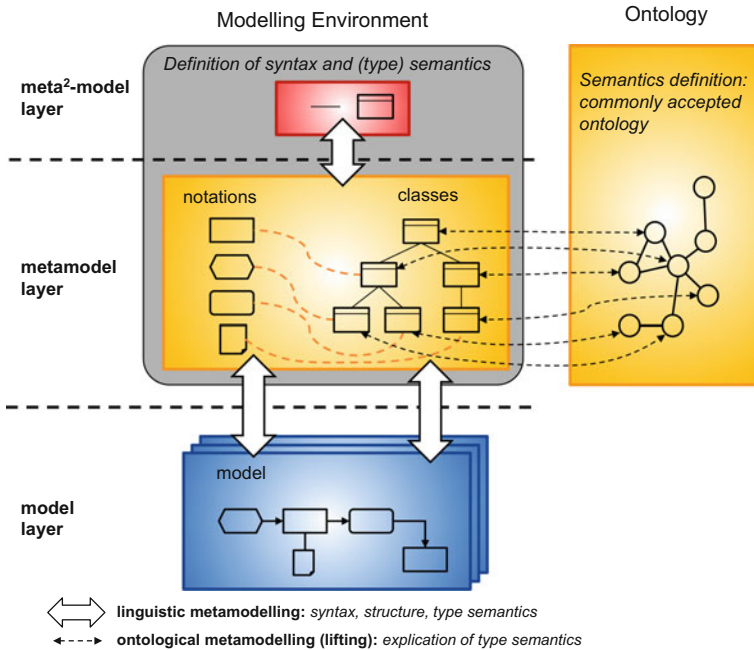 Modelling Environment
Ontology
Definition of syntax and (type) semantics
meta²-model
layer
Semantics definition:
commonly accepted
ontology
notations
classes
metamodel
layer
model
model
layer
linguistic metamodelling: syntax, structure, type semantics
ontological metamodelling (lifting): explication of type semantics